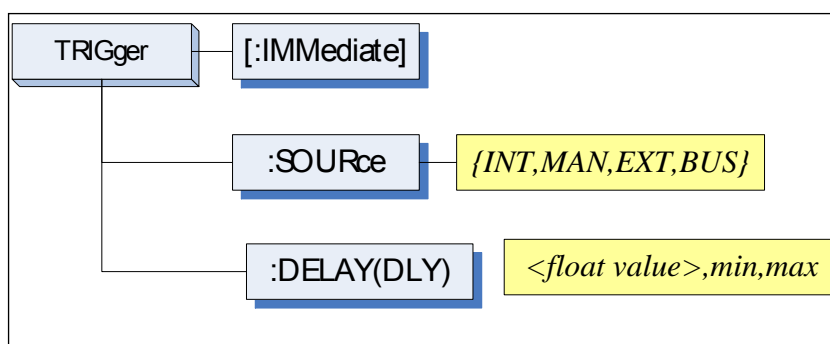 TRIGger [:IMMediate]
:SOURce {INT,MAN,EXT,BUS}
:DELAY(DLY) <float value>,min,max